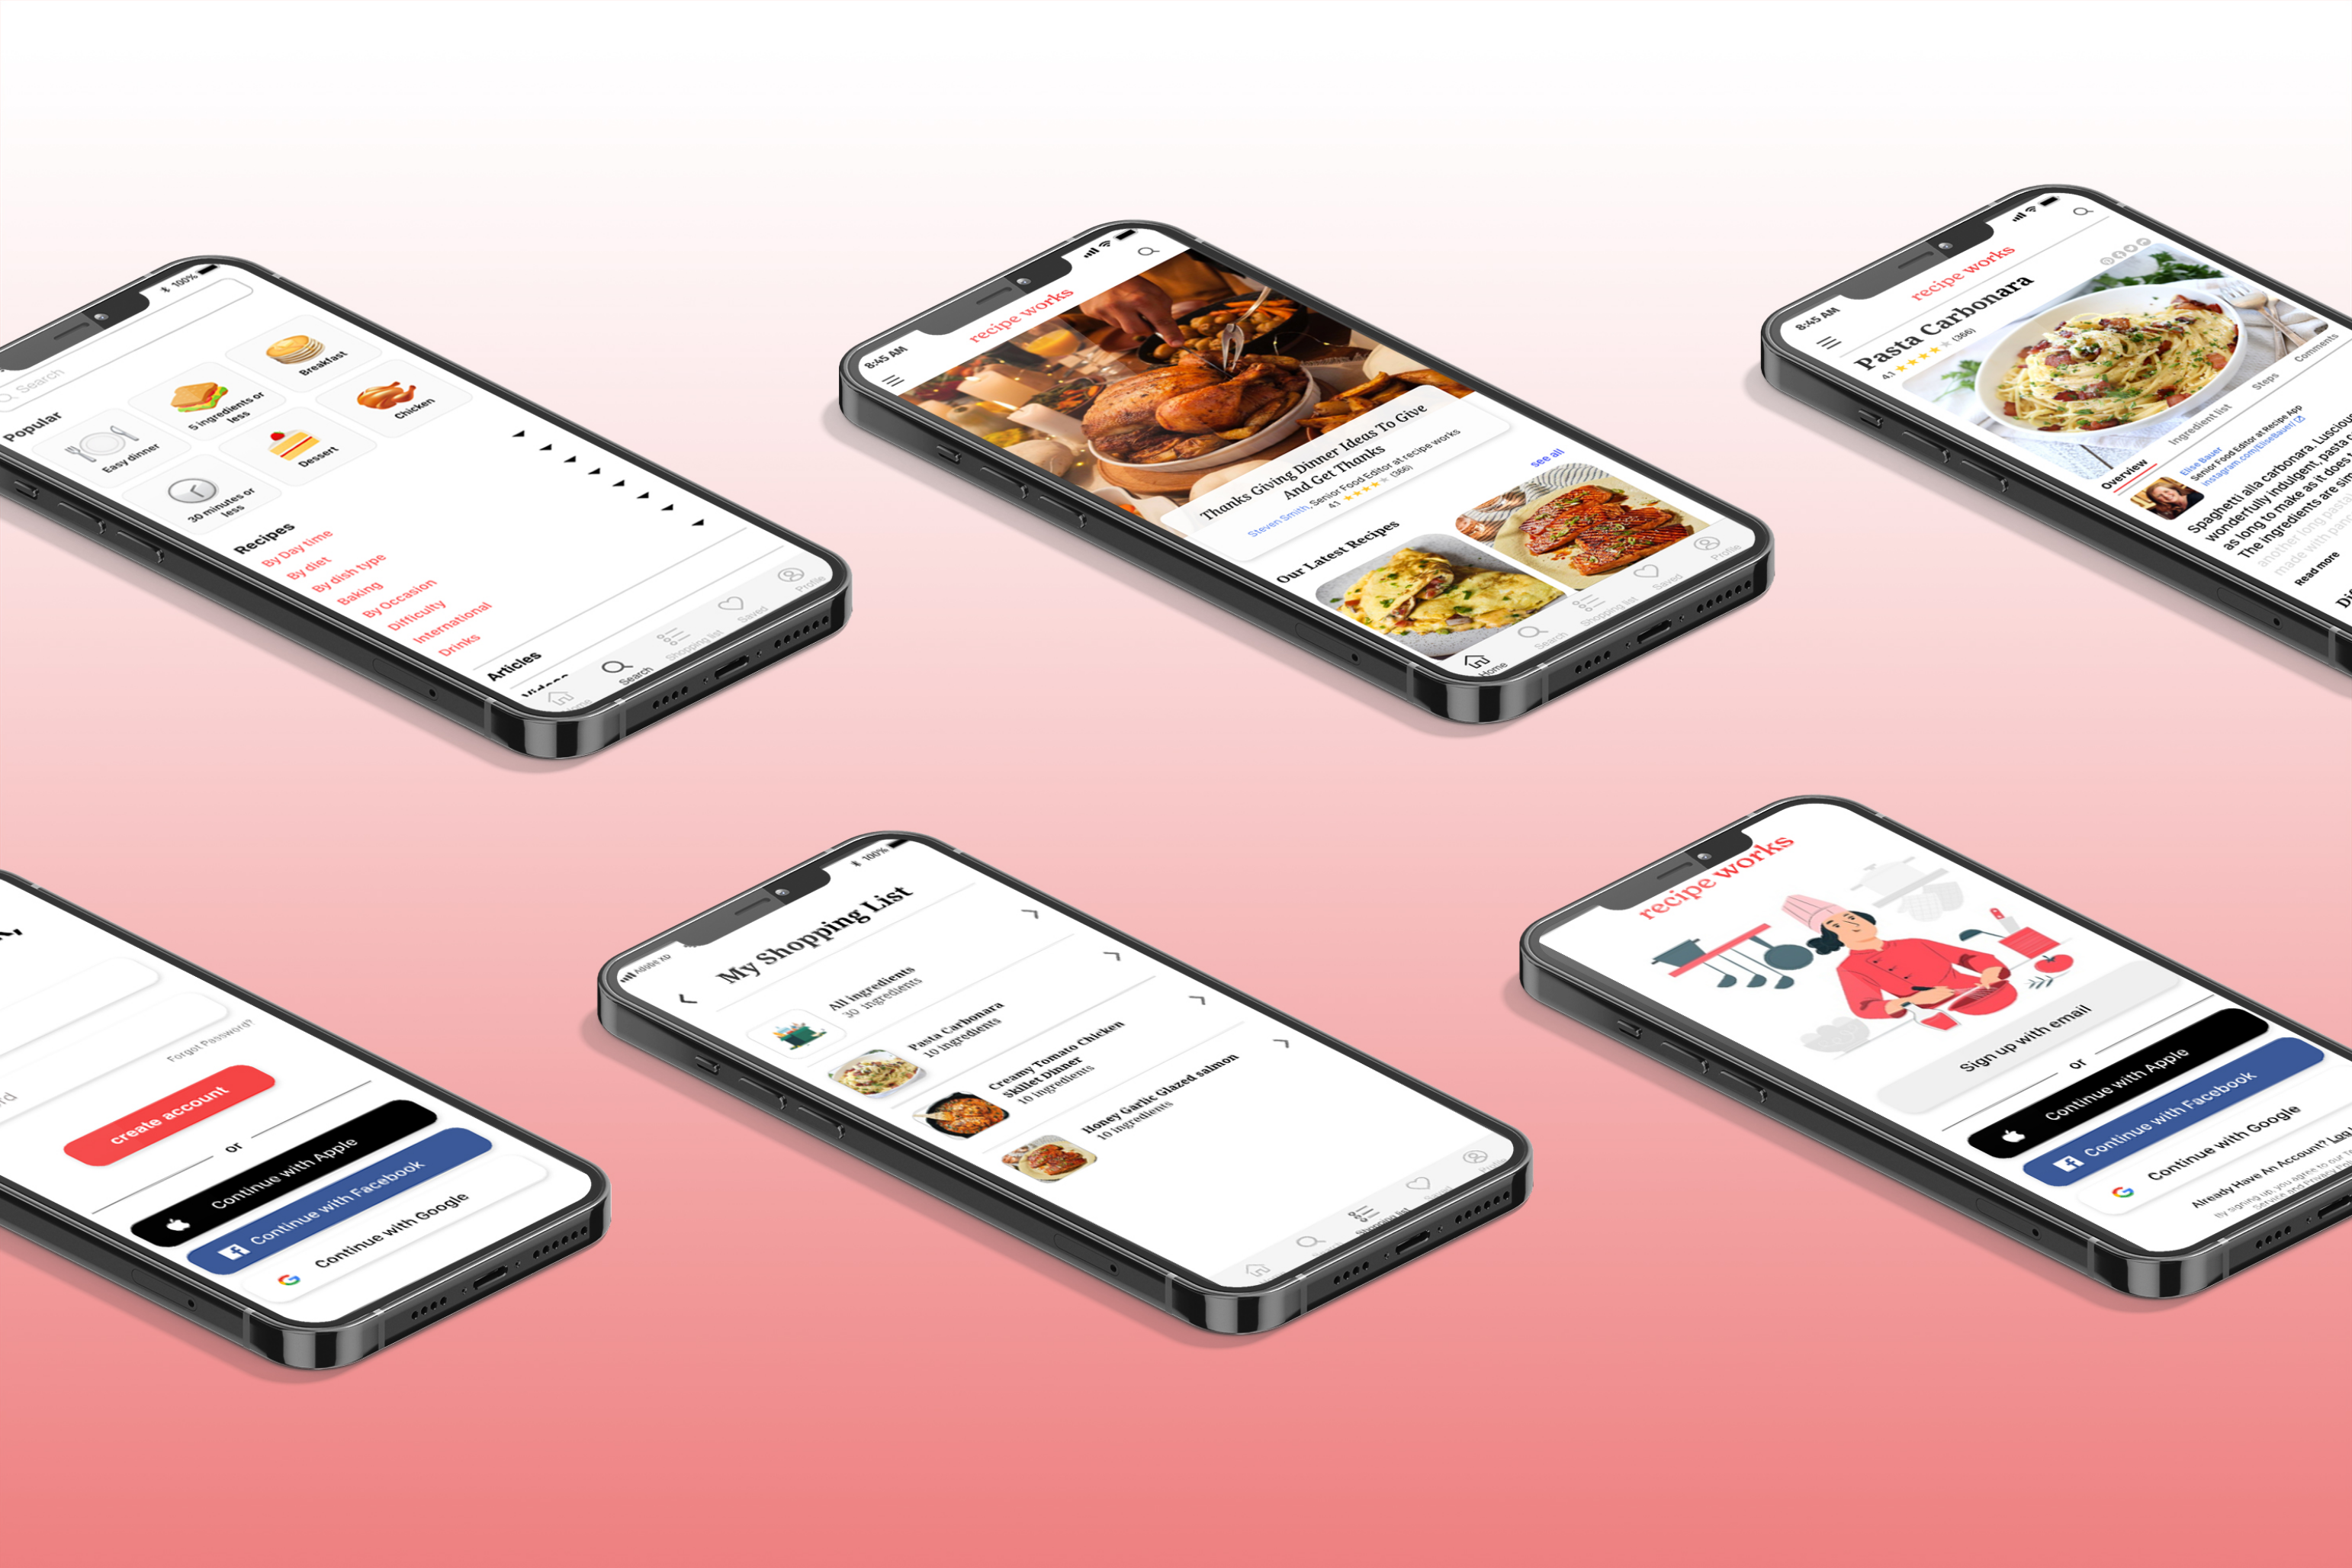 100%
Search
Popular
Easy dinner
5 ingredients or
less
Breakfast
30 minutes or
less
Dessert
Chicken
Recipes
By Day time
By diet
By dish type
Baking
By Occasion
Difficulty
international
Drinks
Articles
Videos
Home
Search
Shopping list
Saved
Profile
8:45 AM
recipe works
Thanks Giving Dinner Ideas To Give
And Get Thanks
Steven Smith, Senior Food Editor at recipe works
41 (366)
Our Latest Recipes
see all
Home
Search
Shopping list
Saved
Profile
8:45 AM
recipe works
Pasta Carbonara
41 (366)
Overview
Ingredient list
Steps
Comments
Elise Bauer
Senior Food Editor at Recipe App
instagram.com/EliseBauer/
Spaghetti alla carbonara. Luscious
wonderfully indulgent, pasta
as long to make as it does
The ingredients are
another long pasta
made with
Read more
Forgot Password?
create account
or
Continue with Apple
Continue with Facebook
Continue with Google
Adobe XD
100%
My Shopping List
All ingredients
30 ingredients
Pasta Carbonara
10 ingredients
Creamy Tomato Chicken
Skillet Dinner
10 ingredients
Honey Garlic Glazed salmon
10 ingredients
Shopping list
Saved
recipe works
Sign up with email
or
Continue with Apple
Continue with Facebook
Continue with Google
Already Have An Account? Log
By signing up, you agree to our
Service and Privacy